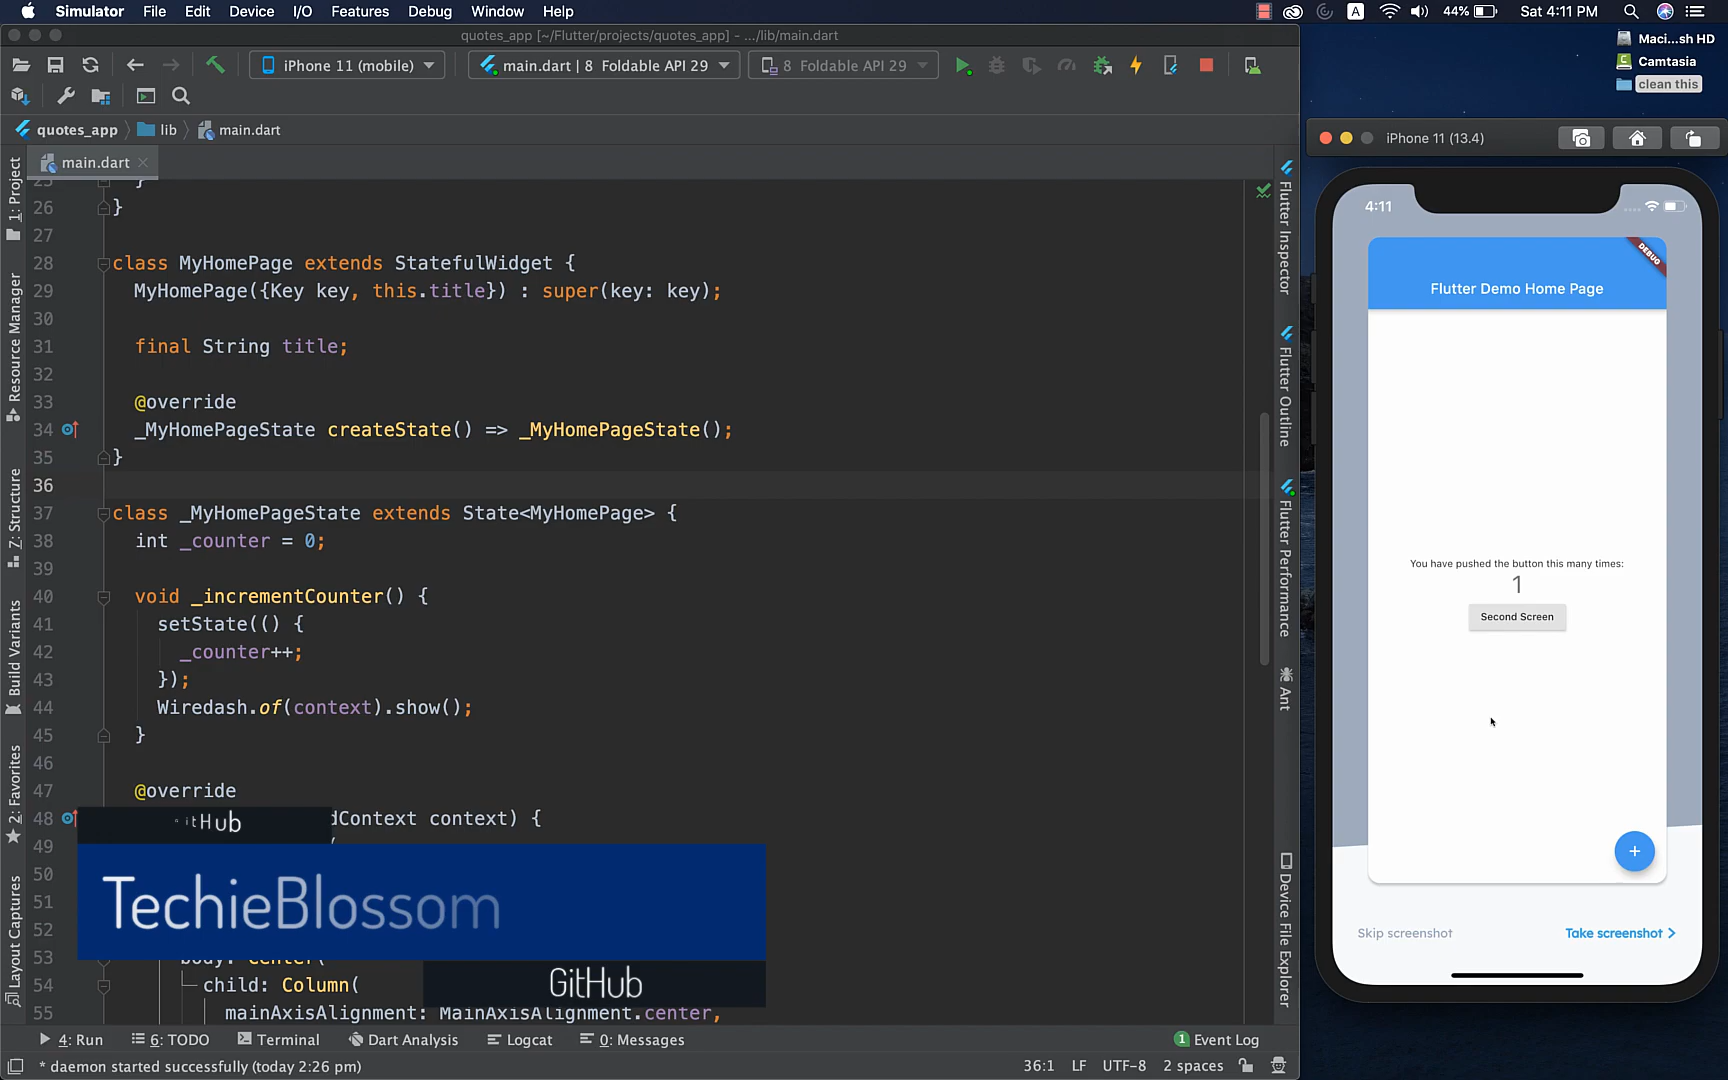 Simulator File Edit Device I/O Features Debug Window Help
A 44% Sat 4:11 PM
quotes_app [~/Flutter/projects/quotes_app] - .../lib/main.dart
Maci...sh HD
Camtasia
clean this
iPhone 11 (mobile) main.dart | 8 Foldable API 29 8 Foldable API 29
quotes_app lib main.dart
main.dart
1: Project
Resource Manager
Z: Structure
Build Variants
2: Favorites
Layout Captures
25 }
26 }
27
28 class MyHomePage extends StatefulWidget {
29 MyHomePage({Key key, this.title}) : super(key: key);
30
31 final String title;
32
33 @override
34 _MyHomePageState createState() => _MyHomePageState();
35 }
36
37 class _MyHomePageState extends State<MyHomePage> {
38 int _counter = 0;
39
40 void _incrementCounter() {
41 setState(() {
42 _counter++;
43 });
44 Wiredash.of(context).show();
45 }
46
47 @override
48 dContext context) {
49
50
51
52
53 body: Center(
54 child: Column(
55 mainAxisAlignment: MainAxisAlignment.center,
itHub
TechieBlossom
GitHub
Flutter Inspector
Flutter Outline
Flutter Performance
Ant
Device File Explorer
iPhone 11 (13.4)
4:11
DEBUG
Flutter Demo Home Page
You have pushed the button this many times:
1
Second Screen
+
Skip screenshot Take screenshot
4: Run 6: TODO Terminal Dart Analysis Logcat 0: Messages 1 Event Log
* daemon started successfully (today 2:26 pm) 36:1 LF UTF-8 2 spaces